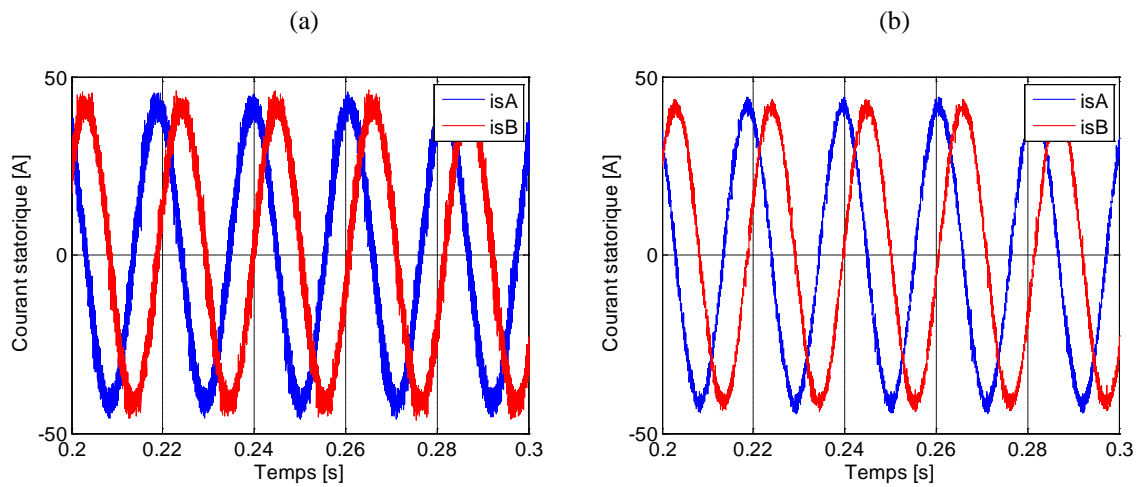 (a)
(b)
50
isA
isB
0
-50
Courant statorique [A]
0.2
0.22
0.24
0.26
0.28
0.3
Temps [s]
50
isA
isB
0
-50
Courant statorique [A]
0.2
0.22
0.24
0.26
0.28
0.3
Temps [s]